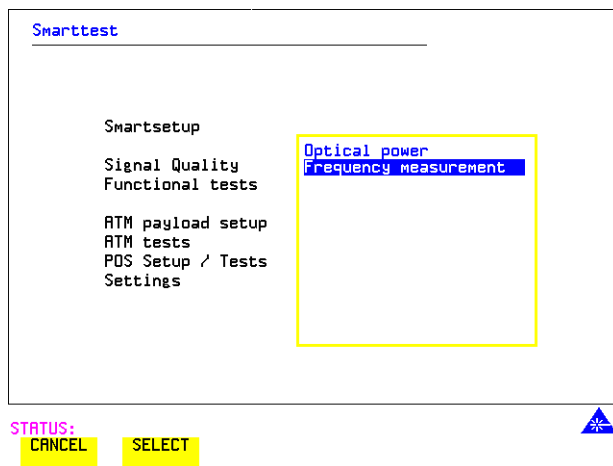 Smarttest
Smartsetup
Signal Quality
Functional tests
ATM payload setup
ATM tests
POS Setup / Tests
Settings
Optical power
Frequency measurement
STATUS:
CANCEL SELECT